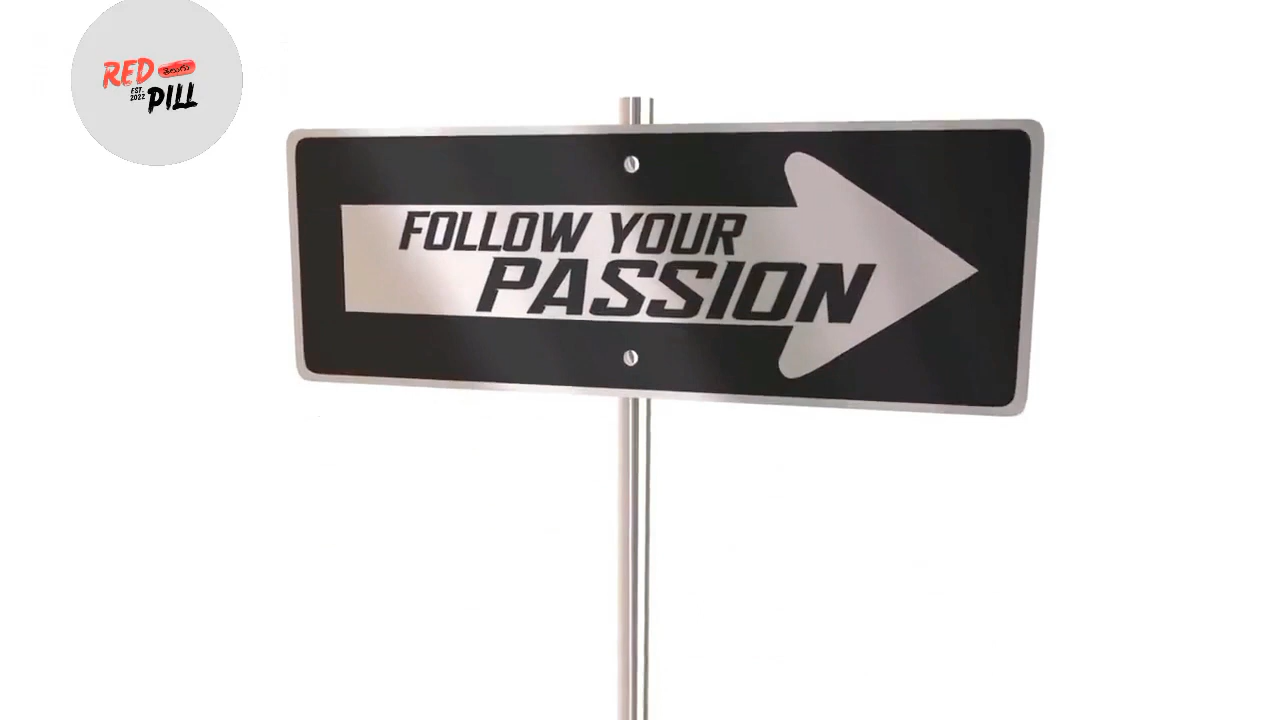 RED తెలుగు
EST.
2022 PILL
FOLLOW YOUR
PASSION